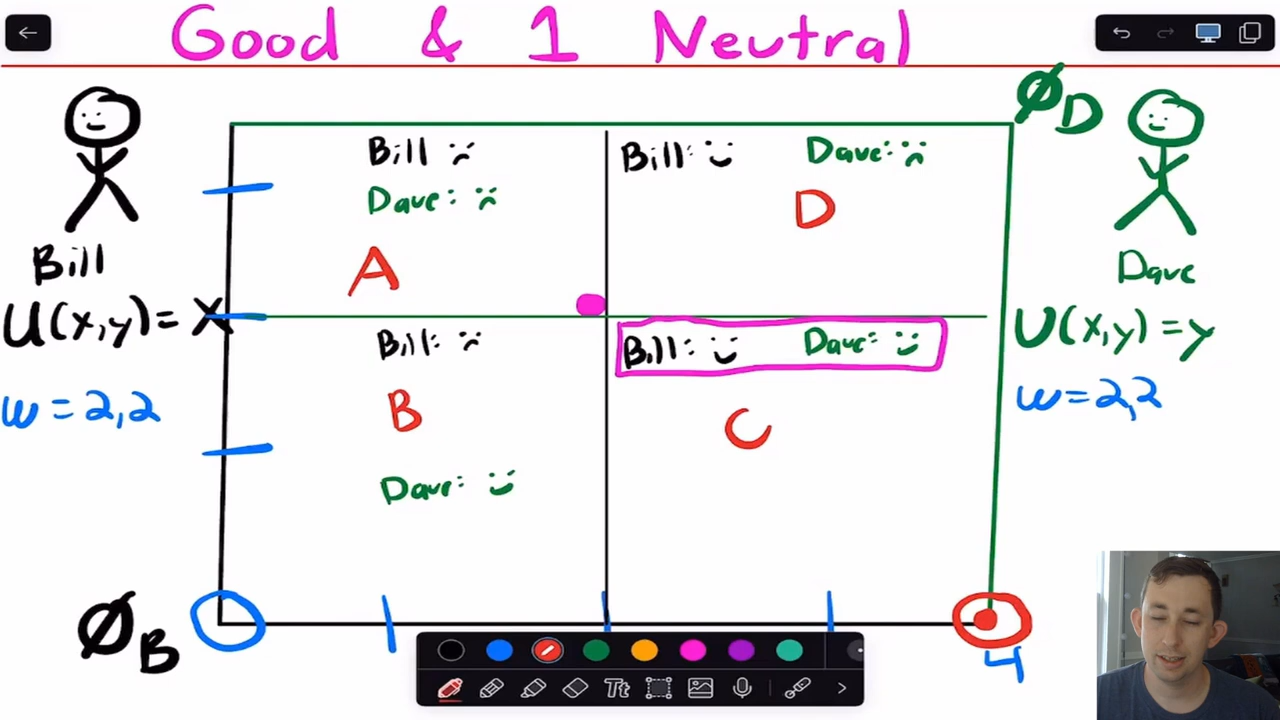 Good & 1 Neutral
ØD
Bill ☹
Dave: ☹
A
Bill: ☺ Dave: ☹
D
Bill
U(x,y)= X
w = 2,2
Dave
U(x,y) = y
w = 2,2
Bill: ☹
B
Dave: ☺
Bill: ☺ Dave: ☺
C
ØB
4
Tt